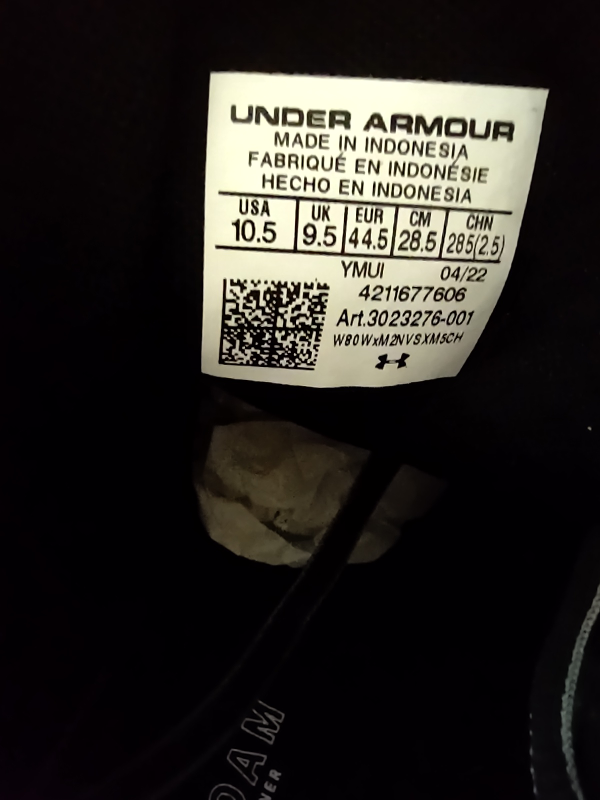 UNDER ARMOUR
MADE IN INDONESIA
FABRIQUÉ EN INDONÉSIE
HECHO EN INDONESIA
USA UK EUR CM CHN
10.5 9.5 44.5 28.5 285(2.5)
YMUI 04/22
4211677606
Art.3023276-001
W80WxM2NVSXM5CH